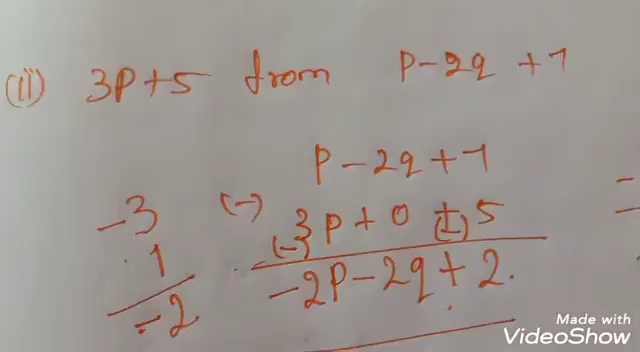 (ii) 3P+5 from P-2q+7
P-2q+7
(-) 3P+0+5
(-) (-)
-2P-2q+2.
-3
1
-2
Made with
VideoShow